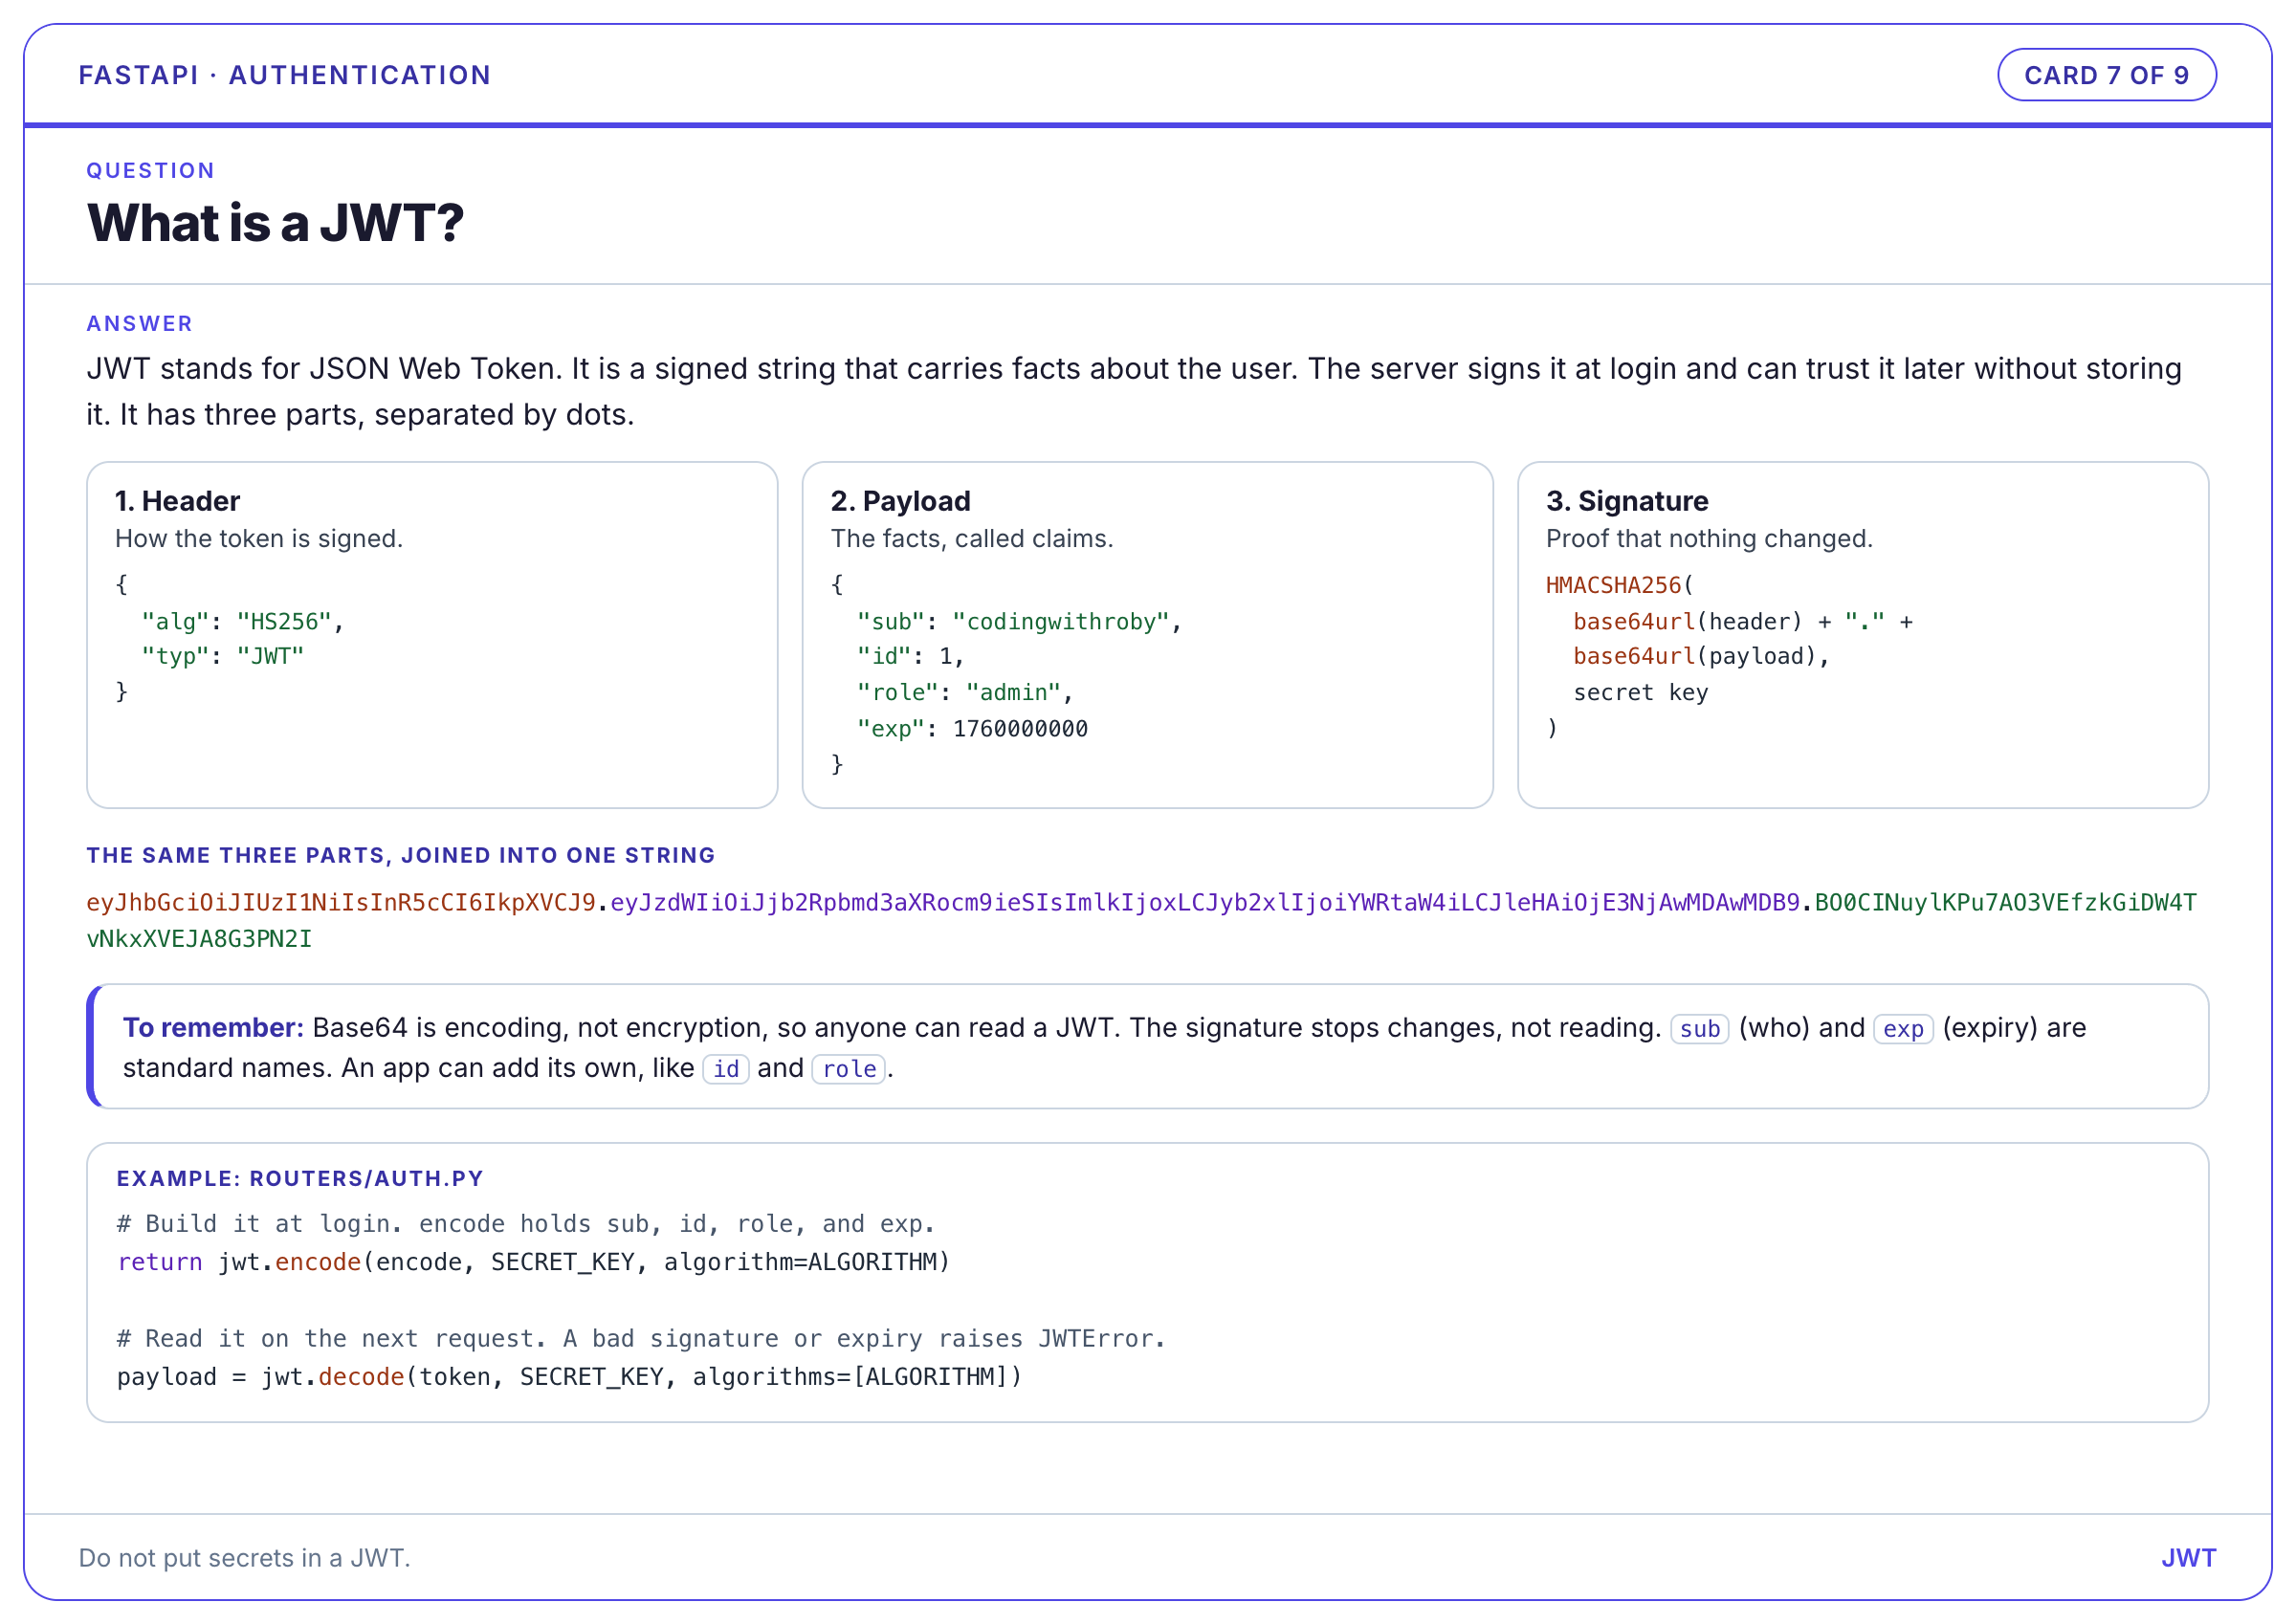 FASTAPI · AUTHENTICATION
CARD 7 OF 9
QUESTION
What is a JWT?
ANSWER
JWT stands for JSON Web Token. It is a signed string that carries facts about the user. The server signs it at login and can trust it later without storing
it. It has three parts, separated by dots.
1. Header
How the token is signed.
{
  "alg": "HS256",
  "typ": "JWT"
}
2. Payload
The facts, called claims.
{
  "sub": "codingwithroby",
  "id": 1,
  "role": "admin",
  "exp": 1760000000
}
3. Signature
Proof that nothing changed.
HMACSHA256(
  base64url(header) + "." +
  base64url(payload),
  secret key
)
THE SAME THREE PARTS, JOINED INTO ONE STRING
eyJhbGciOiJIUzI1NiIsInR5cCI6IkpXVCJ9.eyJzdWIiOiJjb2Rpbmd3aXRocm9ieSIsImlkIjoxLCJyb2xlIjoiYWRtaW4iLCJleHAiOjE3NjAwMDAwMDB9.BO0CINuylKPu7AO3VEfzkGiDW4T
vNkxXVEJA8G3PN2I
To remember: Base64 is encoding, not encryption, so anyone can read a JWT. The signature stops changes, not reading. sub (who) and exp (expiry) are
standard names. An app can add its own, like id and role.
EXAMPLE: ROUTERS/AUTH.PY
# Build it at login. encode holds sub, id, role, and exp.
return jwt.encode(encode, SECRET_KEY, algorithm=ALGORITHM)
# Read it on the next request. A bad signature or expiry raises JWTError.
payload = jwt.decode(token, SECRET_KEY, algorithms=[ALGORITHM])
Do not put secrets in a JWT.
JWT